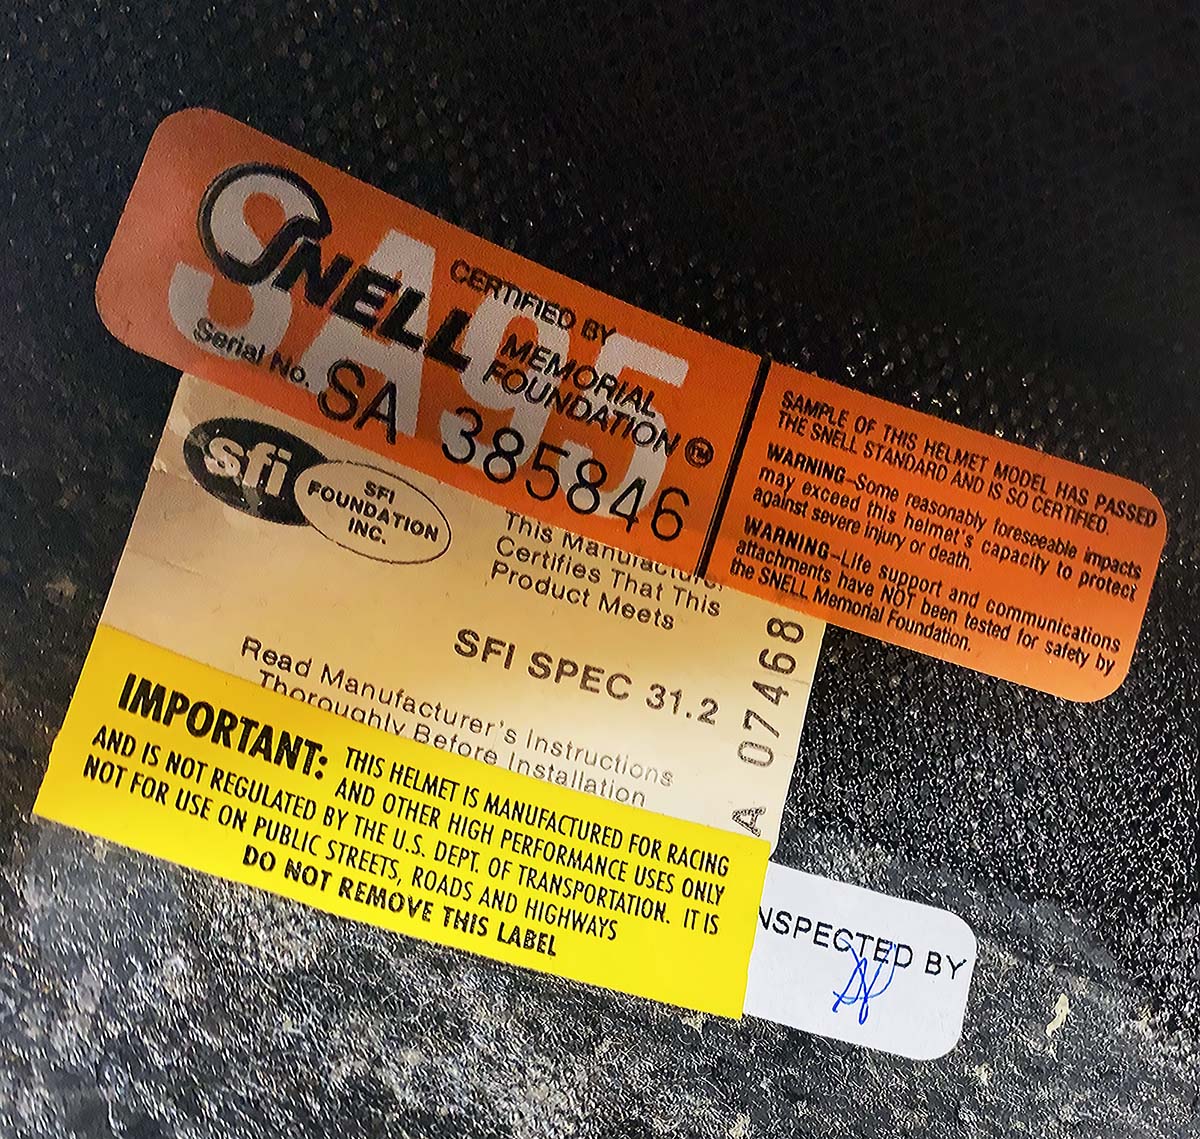 SA95
SNELL
CERTIFIED BY
MEMORIAL
FOUNDATION TM
Serial No. SA 385846
SAMPLE OF THIS HELMET MODEL HAS PASSED
THE SNELL STANDARD AND IS SO CERTIFIED.
WARNING–Some reasonably foreseeable impacts
may exceed this helmet's capacity to protect
against severe injury or death.
WARNING–Life support and communications
attachments have NOT been tested for safety by
the SNELL Memorial Foundation.
sfi
SFI
FOUNDATION
INC.
This Manufacturer
Certifies That This
Product Meets
SFI SPEC 31.2
Read Manufacturer's Instructions
Thoroughly Before Installation
A 07468
IMPORTANT: THIS HELMET IS MANUFACTURED FOR RACING
AND OTHER HIGH PERFORMANCE USES ONLY
AND IS NOT REGULATED BY THE U.S. DEPT. OF TRANSPORTATION. IT IS
NOT FOR USE ON PUBLIC STREETS, ROADS AND HIGHWAYS
DO NOT REMOVE THIS LABEL
NSPECTED BY